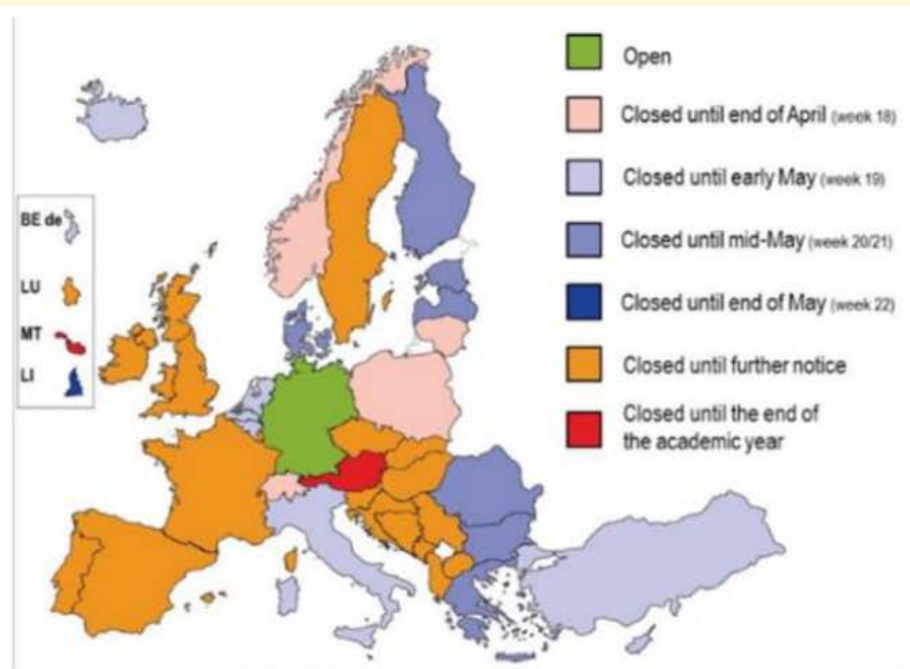 Open
Closed until end of April (week 18)
Closed until early May (week 19)
Closed until mid-May (week 20/21)
Closed until end of May (week 22)
Closed until further notice
Closed until the end of
the academic year
BE de
LU
MT
LI